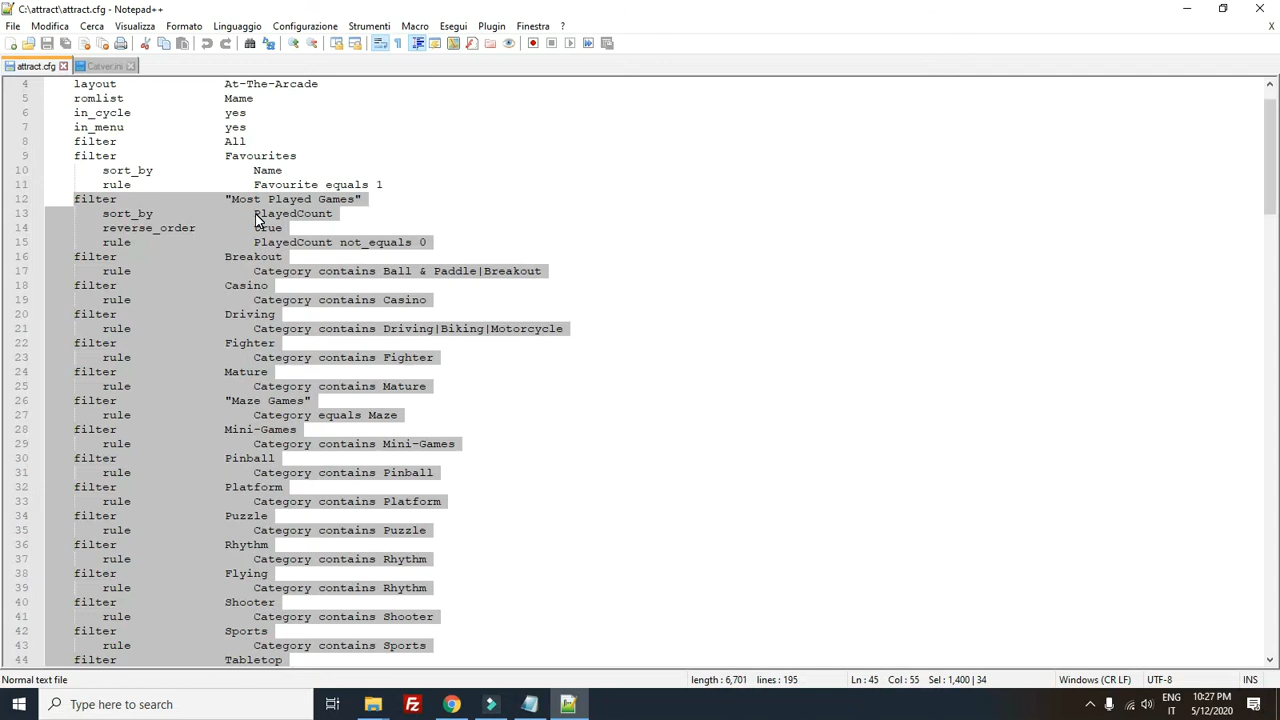 C:\attract\attract.cfg - Notepad++
File Modifica Cerca Visualizza Formato Linguaggio Configurazione Strumenti Macro Esegui Plugin Finestra ? X
attract.cfg Catver.ini
4 layout At-The-Arcade
5 romlist Mame
6 in_cycle yes
7 in_menu yes
8 filter All
9 filter Favourites
10 sort_by Name
11 rule Favourite equals 1
12 filter "Most Played Games"
13 sort_by PlayedCount
14 reverse_order true
15 rule PlayedCount not_equals 0
16 filter Breakout
17 rule Category contains Ball & Paddle|Breakout
18 filter Casino
19 rule Category contains Casino
20 filter Driving
21 rule Category contains Driving|Biking|Motorcycle
22 filter Fighter
23 rule Category contains Fighter
24 filter Mature
25 rule Category contains Mature
26 filter "Maze Games"
27 rule Category equals Maze
28 filter Mini-Games
29 rule Category contains Mini-Games
30 filter Pinball
31 rule Category contains Pinball
32 filter Platform
33 rule Category contains Platform
34 filter Puzzle
35 rule Category contains Puzzle
36 filter Rhythm
37 rule Category contains Rhythm
38 filter Flying
39 rule Category contains Rhythm
40 filter Shooter
41 rule Category contains Shooter
42 filter Sports
43 rule Category contains Sports
44 filter Tabletop
Normal text file length : 6,701 lines : 195 Ln : 45 Col : 55 Sel : 1,400 | 34 Windows (CR LF) UTF-8 INS
Type here to search
ENG 10:27 PM
IT 5/12/2020